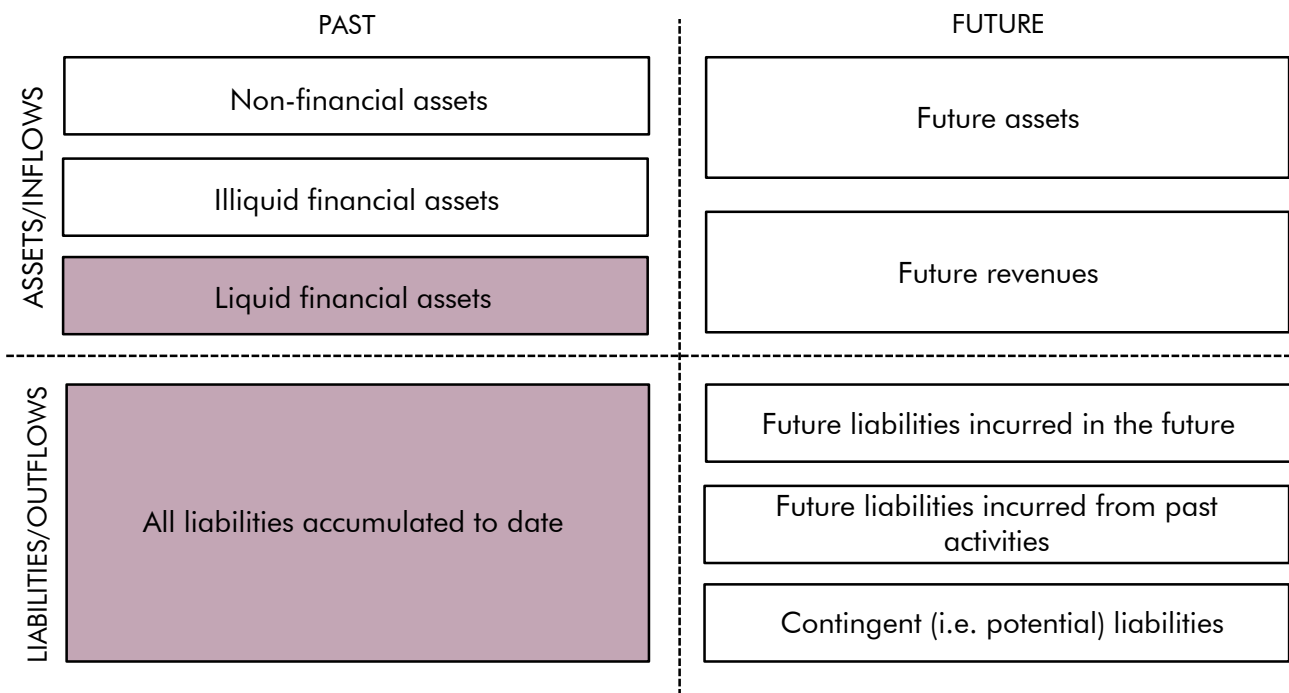 PAST
FUTURE
ASSETS/INFLOWS
Non-financial assets
Illiquid financial assets
Liquid financial assets
Future assets
Future revenues
LIABILITIES/OUTFLOWS
All liabilities accumulated to date
Future liabilities incurred in the future
Future liabilities incurred from past
activities
Contingent (i.e. potential) liabilities